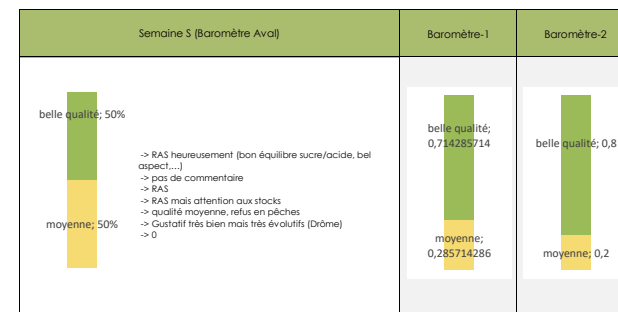 Semaine S (Baromètre Aval)
Baromètre-1
Baromètre-2
belle qualité; 50%
moyenne; 50%
-> RAS heureusement (bon équilibre sucre/acide, bel
aspect,...)
-> pas de commentaire
-> RAS
-> RAS mais attention aux stocks
-> qualité moyenne, refus en pêches
-> Gustatif très bien mais très évolutifs (Drôme)
-> 0
belle qualité;
0,714285714
moyenne;
0,285714286
belle qualité; 0,8
moyenne; 0,2